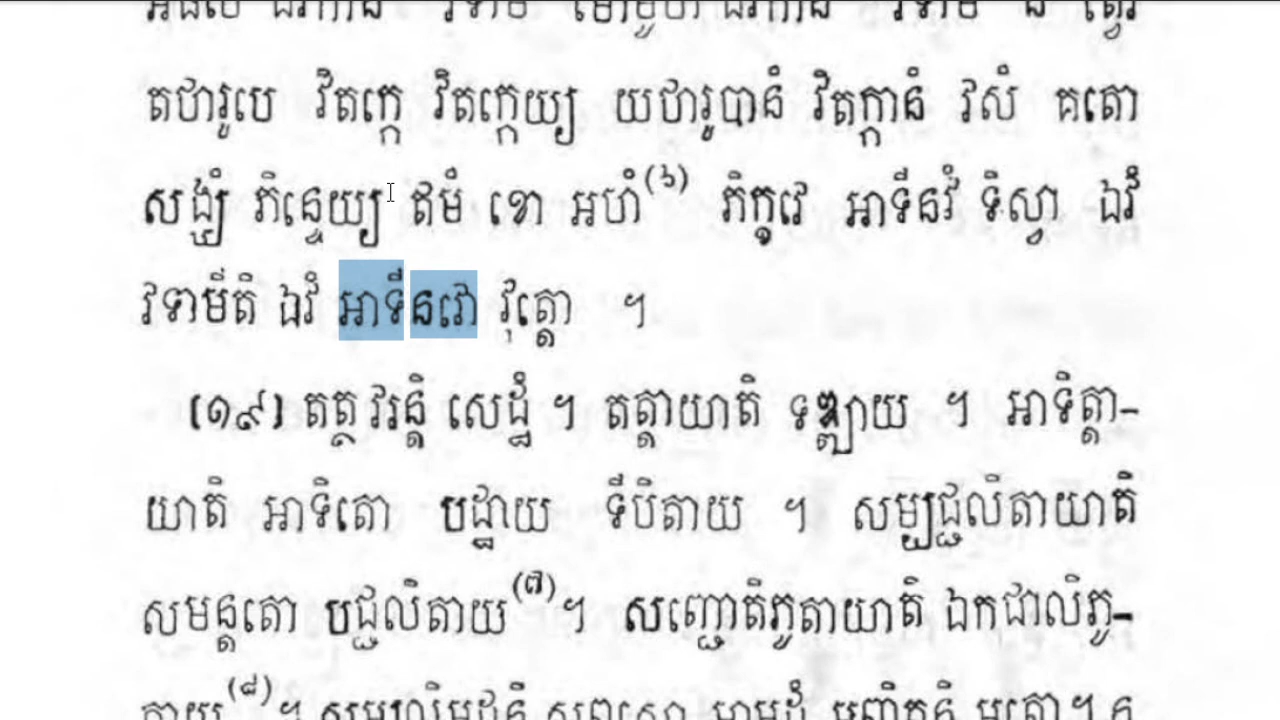 តថារូបេ វិតក្កេ វិតក្កេយ្យ យថារូបានំ វិតក្កានំ វសំ គតោ
សង្ឃំ ភិន្ទេយ្យ ឥមំ ខោ អហំ(៦) ភិក្ខវេ អាទីនវំ ទិស្វា ឯវំ
វទាមីតិ ឯវំ អាទីនវោ វុត្តោ ។
(១៩) តត្ថ វរន្តិ សេដ្ឋំ ។ តត្តាយាតិ ទឌ្ឍាយ ។ អាទិត្តា-
យាតិ អាទិតោ បដ្ឋាយ ទីបិតាយ ។ សម្បជ្ជលិតាយាតិ
សមន្តតោ បជ្ជលិតាយ(៧)។ សញ្ជោតិភូតាយាតិ ឯកជាលិភូ-